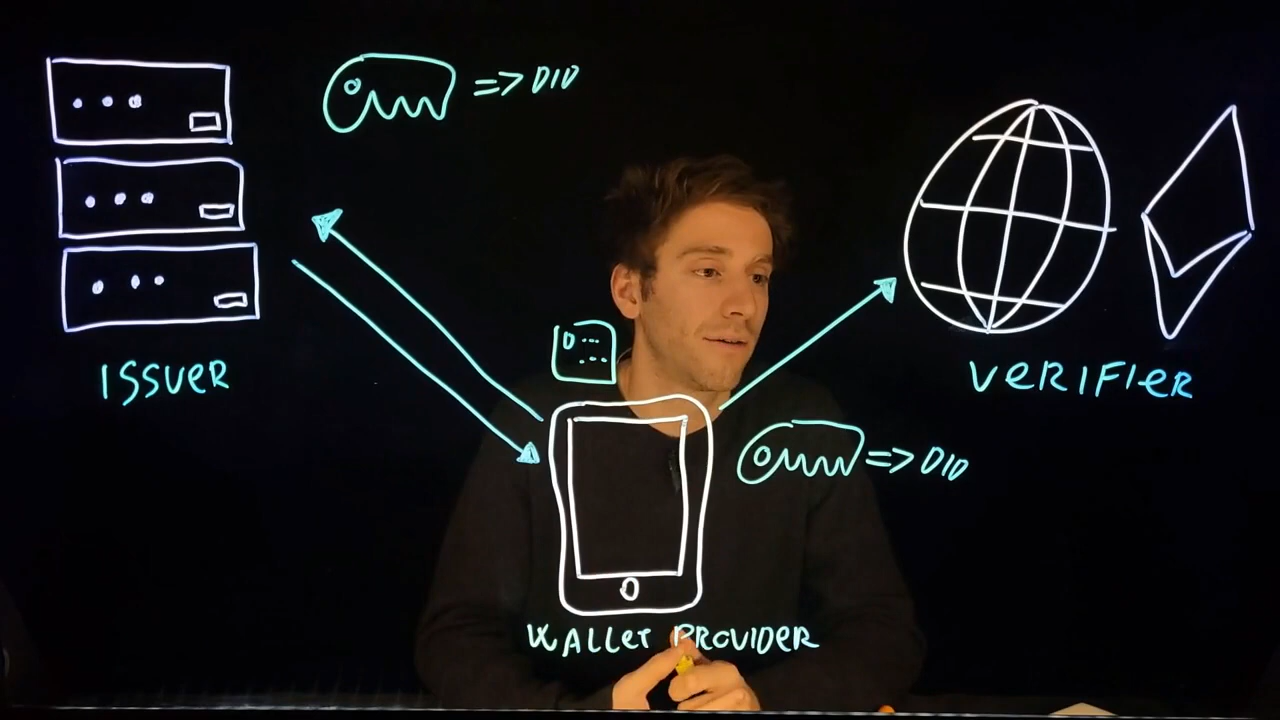 => DID
ISSUER
VERIFIER
=> DID
WALLET PROVIDER